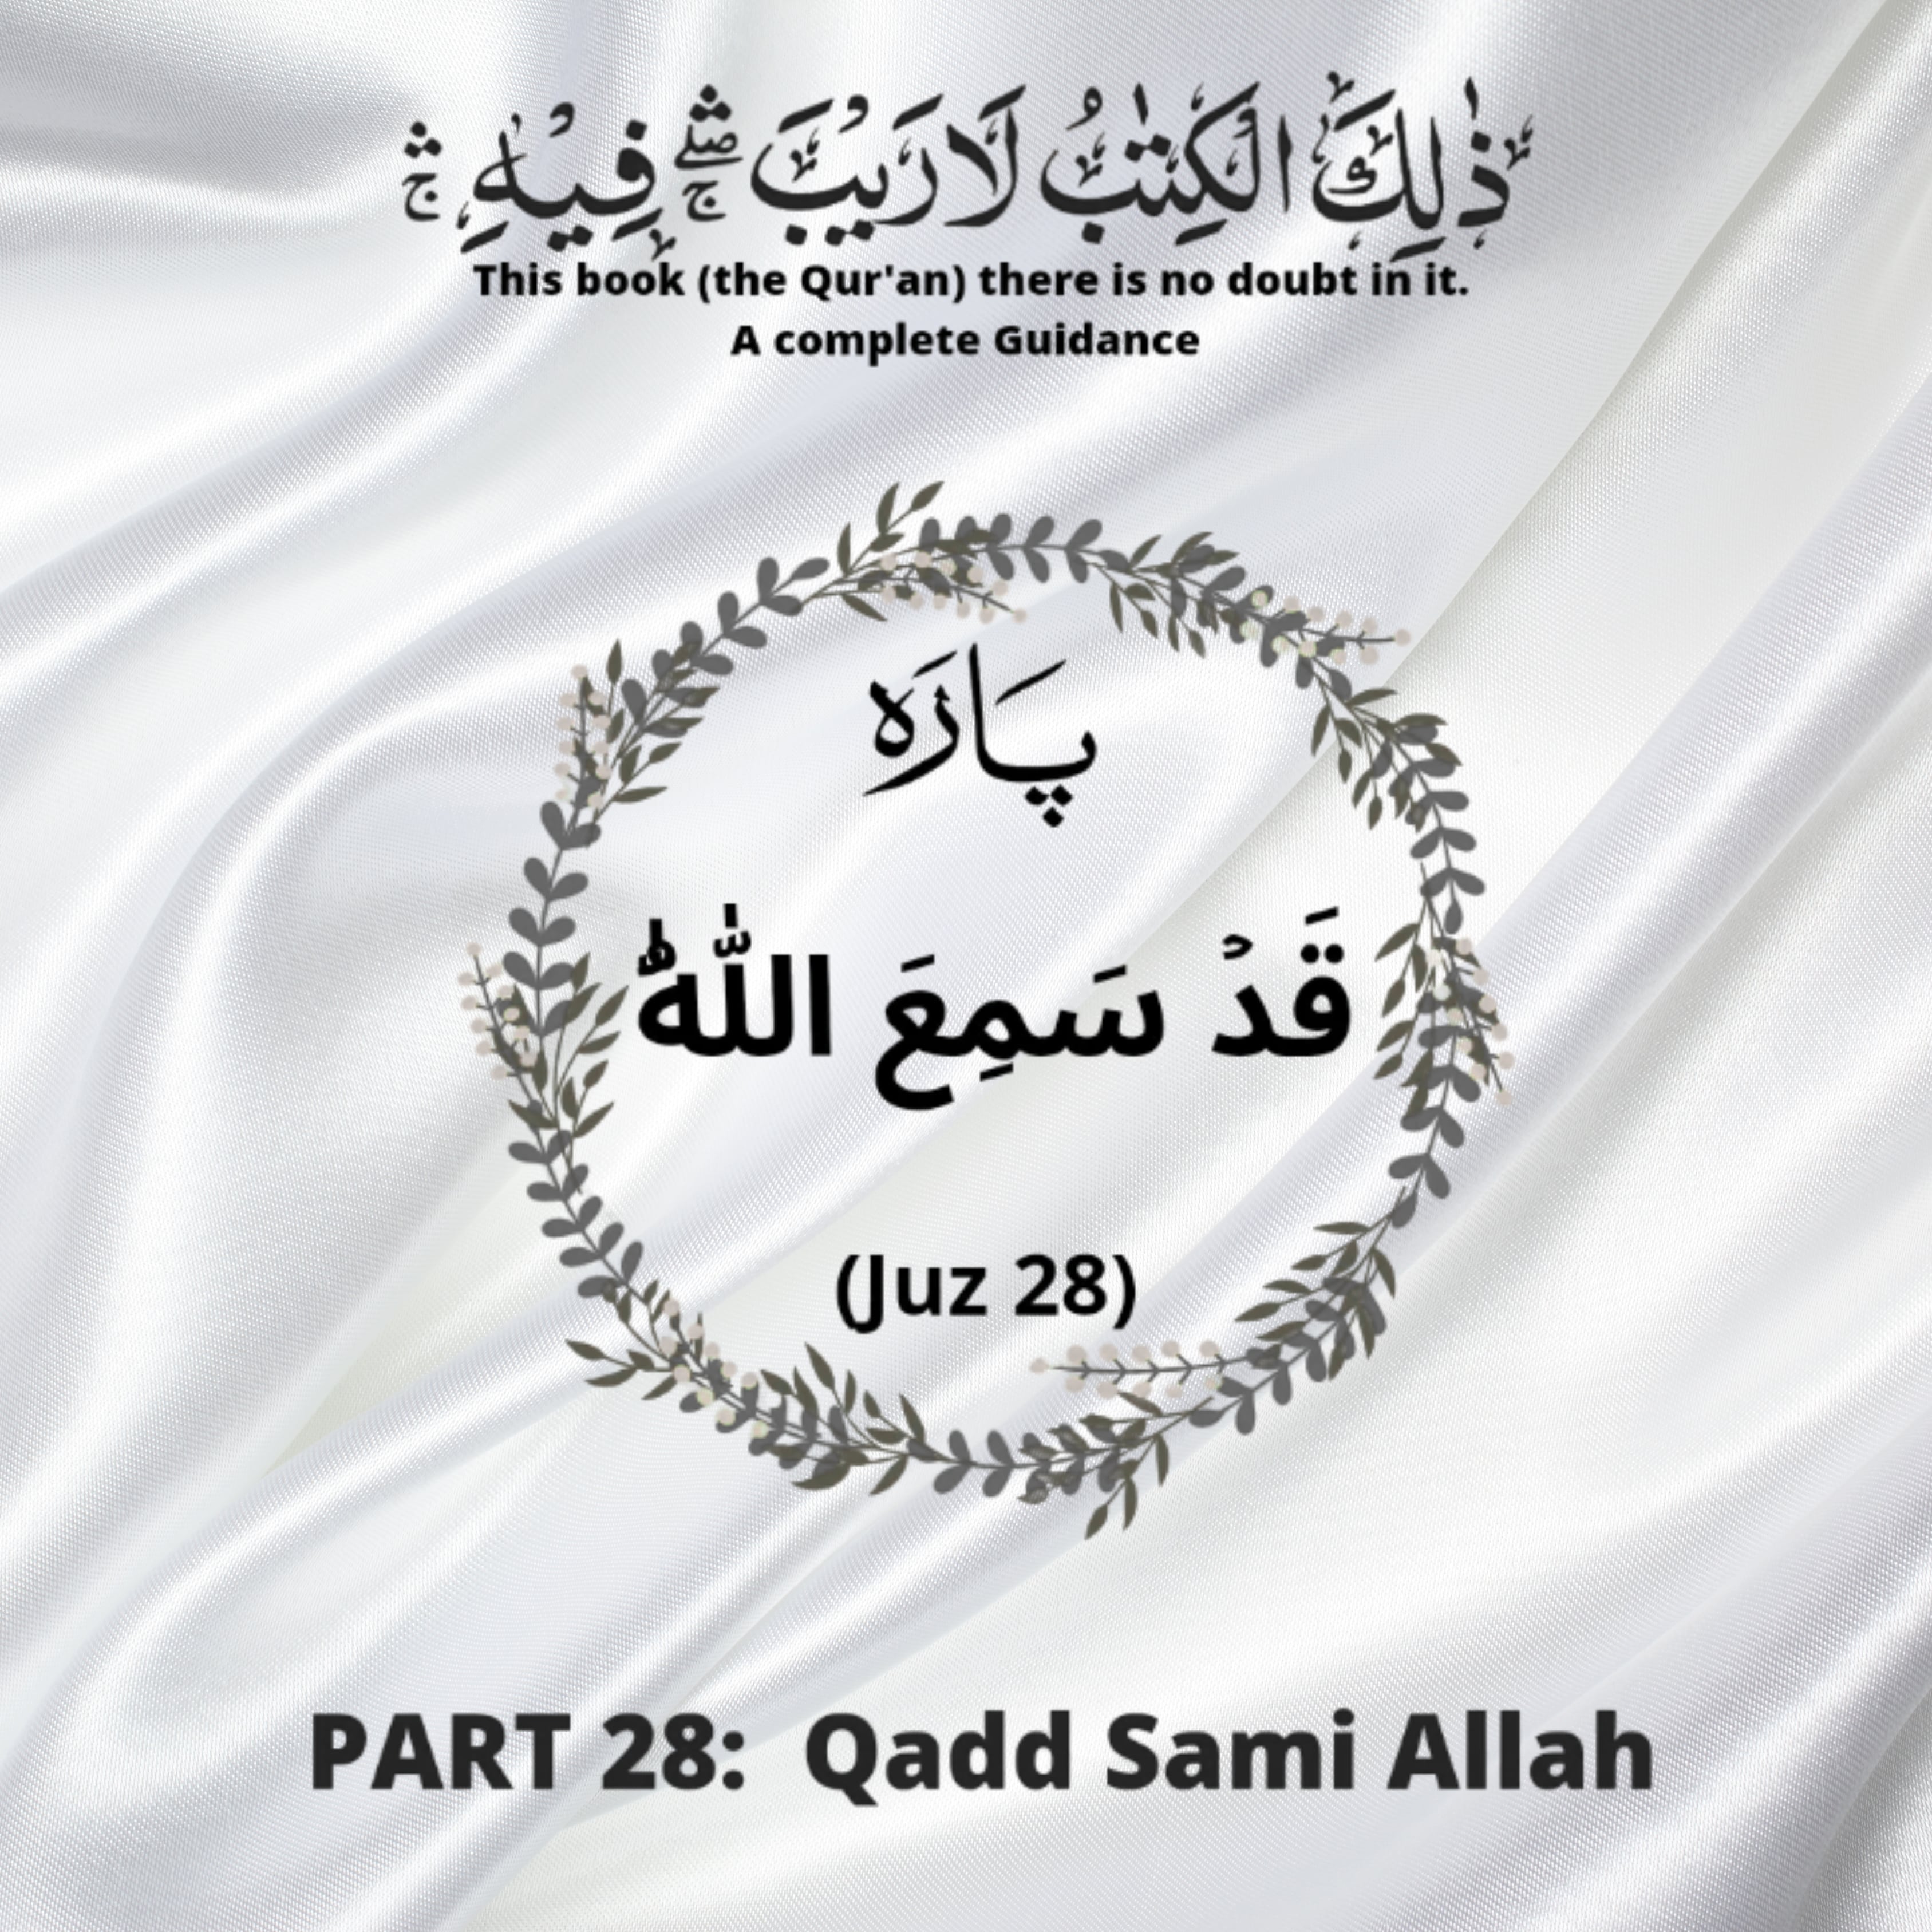 ذٰلِكَ الْكِتٰبُ لَا رَيْبَ ۛۖۚ فِيْهِ ۛۚ
This book (the Qur'an) there is no doubt in it.
A complete Guidance
پَارَہ
قَدْ سَمِعَ اللّٰهُ
(Juz 28)
PART 28: Qadd Sami Allah